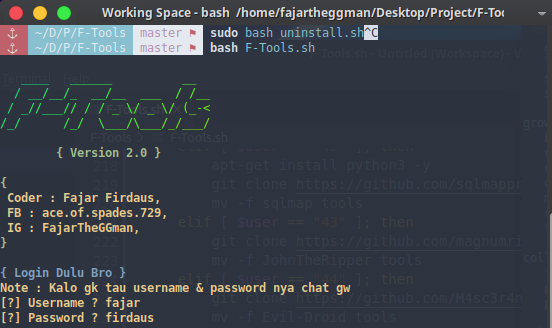 Working Space - bash /home/fajartheggman/Desktop/Project/F-Too
~/D/P/F-Tools master sudo bash uninstall.sh^C
~/D/P/F-Tools master bash F-Tools.sh
F-Tools
{ Version 2.0 }
{
Coder : Fajar Firdaus,
FB : ace.of.spades.729,
IG : FajarTheGGman,
}
apt-get install python3 -y
git clone https://github.com/sqlmappr
mv -f sqlmap tools
elif [ $user == "43" ]; then
git clone https://github.com/magnumri
mv -f JohnTheRipper tools
elif [ $user == "44" ]; then
git clone https://github.com/M4sc3r4n
mv -f Evil-Droid tools
{ Login Dulu Bro }
Note : Kalo gk tau username & password nya chat gw
[?] Username ? fajar
[?] Password ? firdaus